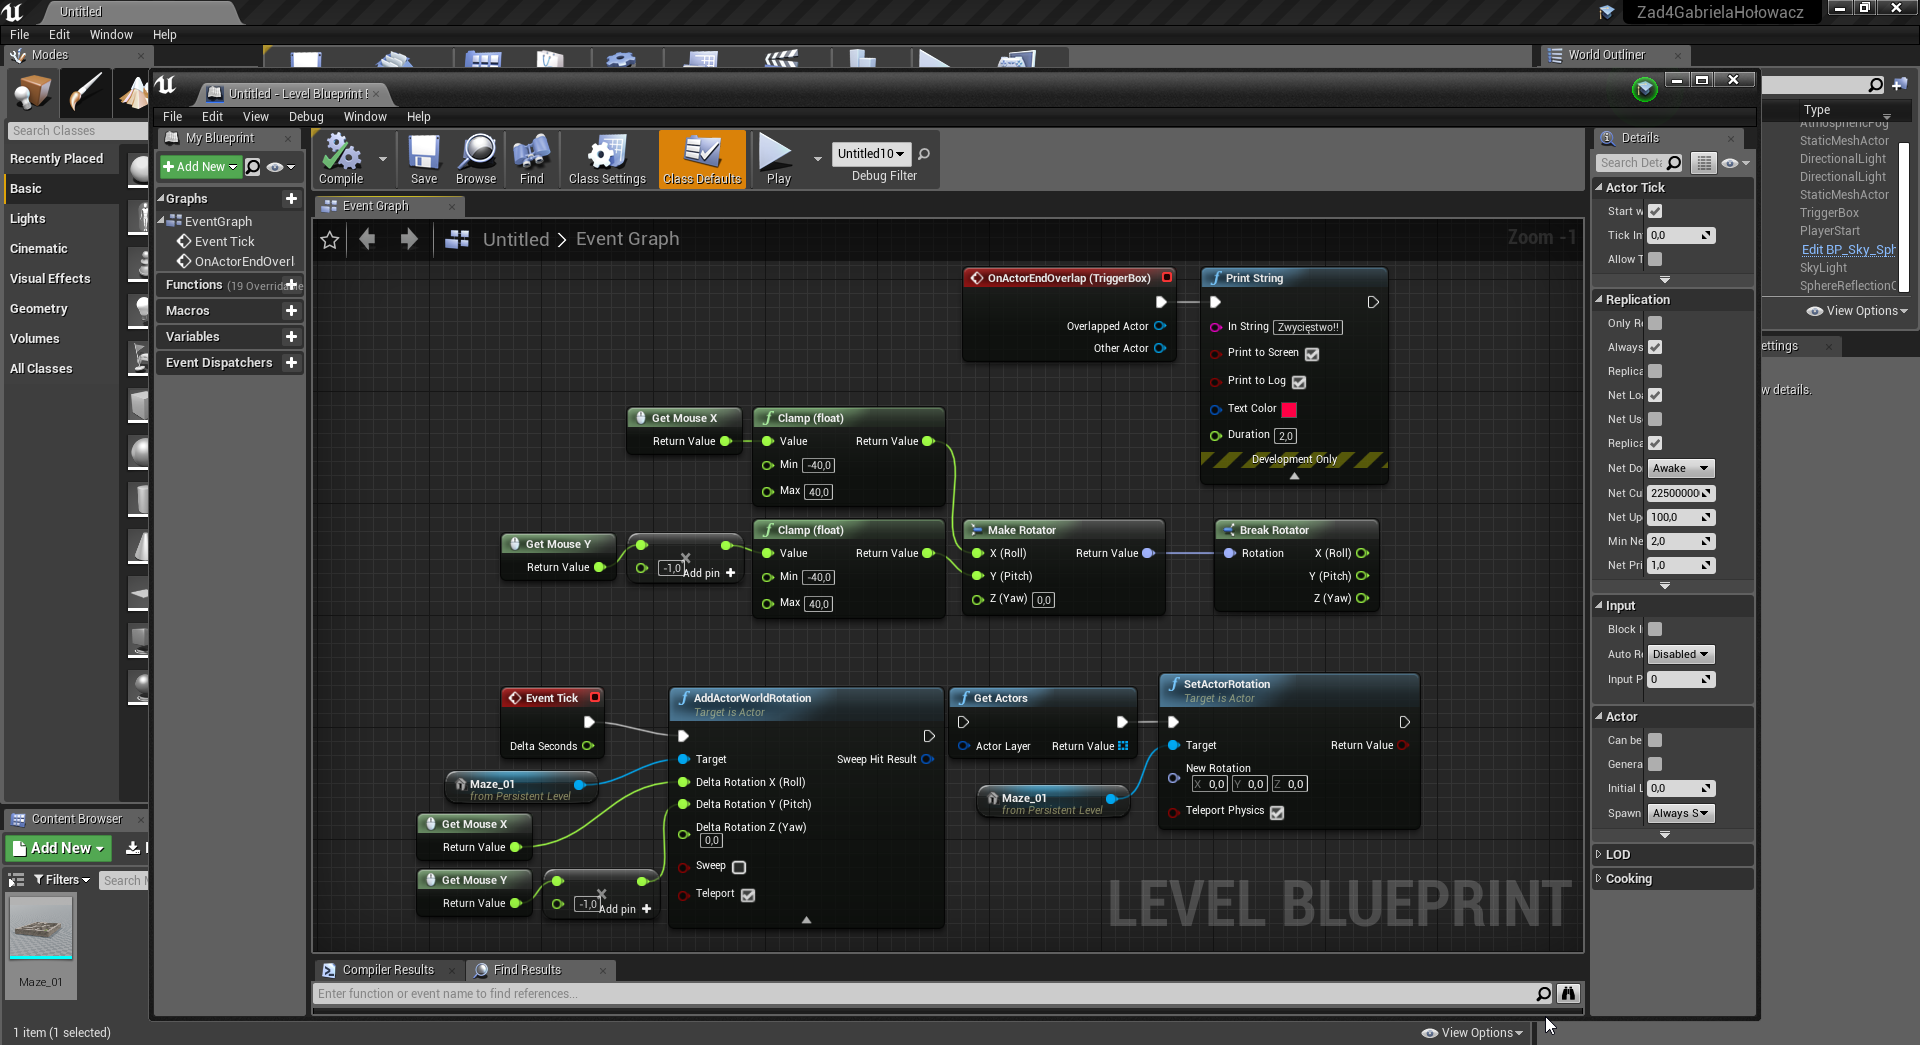 Untitled
Zad4GabrielaHołowacz
File Edit Window Help
Modes
World Outliner
Search Classes
Recently Placed
Basic
Lights
Cinematic
Visual Effects
Geometry
Volumes
All Classes
Untitled - Level Blueprint E
File Edit View Debug Window Help
My Blueprint
Add New
Graphs
EventGraph
Event Tick
OnActorEndOverl
Functions (19 Overridable
Macros
Variables
Event Dispatchers
Compile
Save
Browse
Find
Class Settings
Class Defaults
Play
Untitled10
Debug Filter
Event Graph
Untitled > Event Graph
Zoom -1
OnActorEndOverlap (TriggerBox)
Overlapped Actor
Other Actor
Print String
In String Zwycięstwo!!
Print to Screen
Print to Log
Text Color
Duration 2,0
Development Only
Get Mouse X
Return Value
Clamp (float)
Value Return Value
Min -40,0
Max 40,0
Get Mouse Y
Return Value
-1,0 Add pin +
Clamp (float)
Value Return Value
Min -40,0
Max 40,0
Make Rotator
X (Roll) Return Value
Y (Pitch)
Z (Yaw) 0,0
Break Rotator
Rotation X (Roll)
Y (Pitch)
Z (Yaw)
Event Tick
Delta Seconds
Maze_01
from Persistent Level
Get Mouse X
Return Value
Get Mouse Y
Return Value
-1,0 Add pin +
AddActorWorldRotation
Target is Actor
Target Sweep Hit Result
Delta Rotation X (Roll)
Delta Rotation Y (Pitch)
Delta Rotation Z (Yaw)
0,0
Sweep
Teleport
Get Actors
Actor Layer Return Value
Maze_01
from Persistent Level
SetActorRotation
Target is Actor
Target Return Value
New Rotation
X 0,0 Y 0,0 Z 0,0
Teleport Physics
LEVEL BLUEPRINT
Compiler Results
Find Results
Enter function or event name to find references...
Details
Search Deta
Actor Tick
Start w
Tick In 0,0
Allow T
Replication
Only Re
Always
Replica
Net Lo
Net Us
Replica
Net Do Awake
Net Cu 22500000
Net Up 100,0
Min Ne 2,0
Net Pri 1,0
Input
Block I
Auto Re Disabled
Input P 0
Actor
Can be
Genera
Initial L 0,0
Spawn Always S
LOD
Cooking
Type
AtmosphericFog
StaticMeshActor
DirectionalLight
DirectionalLight
StaticMeshActor
TriggerBox
PlayerStart
Edit BP_Sky_Sph
SkyLight
SphereReflectionC
View Options
ettings
w details.
Content Browser
Add New
Filters
Search
Maze_01
1 item (1 selected)
View Options